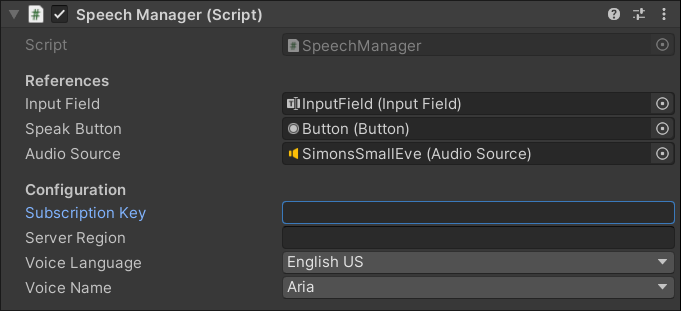 Speech Manager (Script)
Script SpeechManager
References
Input Field InputField (Input Field)
Speak Button Button (Button)
Audio Source SimonsSmallEve (Audio Source)
Configuration
Subscription Key
Server Region
Voice Language English US
Voice Name Aria